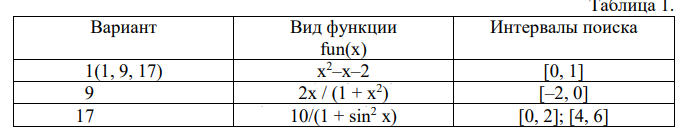 Таблица 1.
Вариант Вид функции fun(x) Интервалы поиска
1(1, 9, 17) x²–x–2 [0, 1]
9 2x / (1 + x²) [–2, 0]
17 10/(1 + sin² x) [0, 2]; [4, 6]